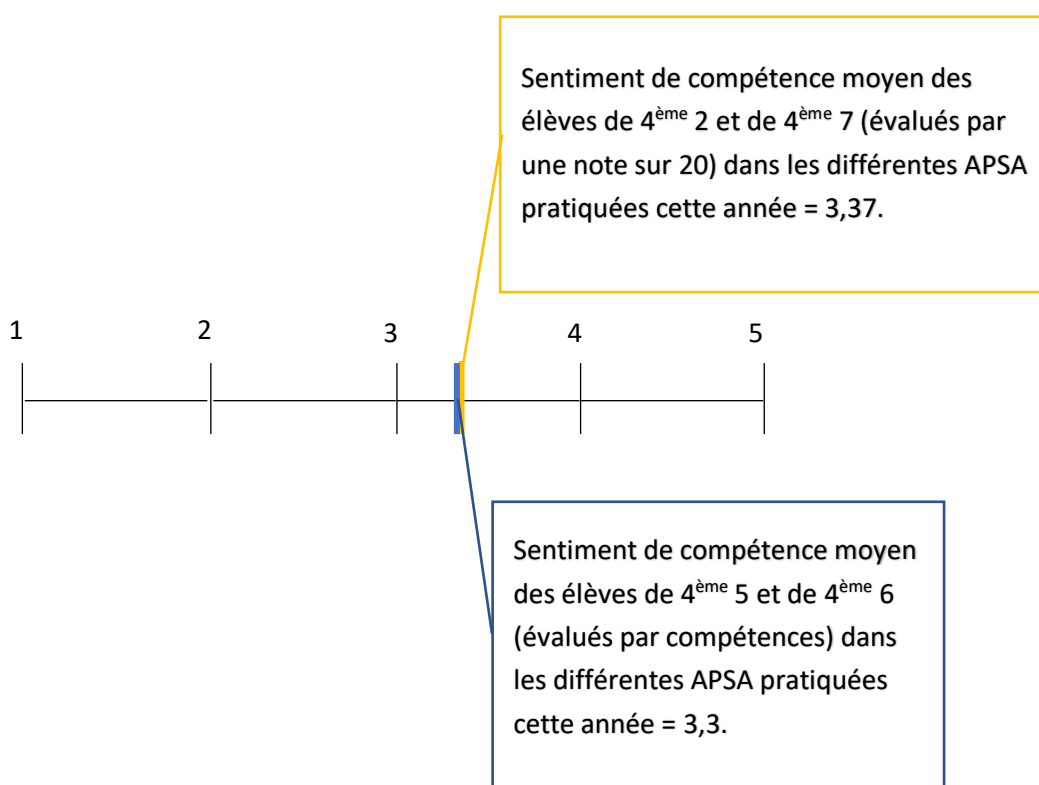 Sentiment de compétence moyen des
élèves de 4ème 2 et de 4ème 7 (évalués par
une note sur 20) dans les différentes APSA
pratiquées cette année = 3,37.
1 2 3 4 5
Sentiment de compétence moyen
des élèves de 4ème 5 et de 4ème 6
(évalués par compétences) dans
les différentes APSA pratiquées
cette année = 3,3.